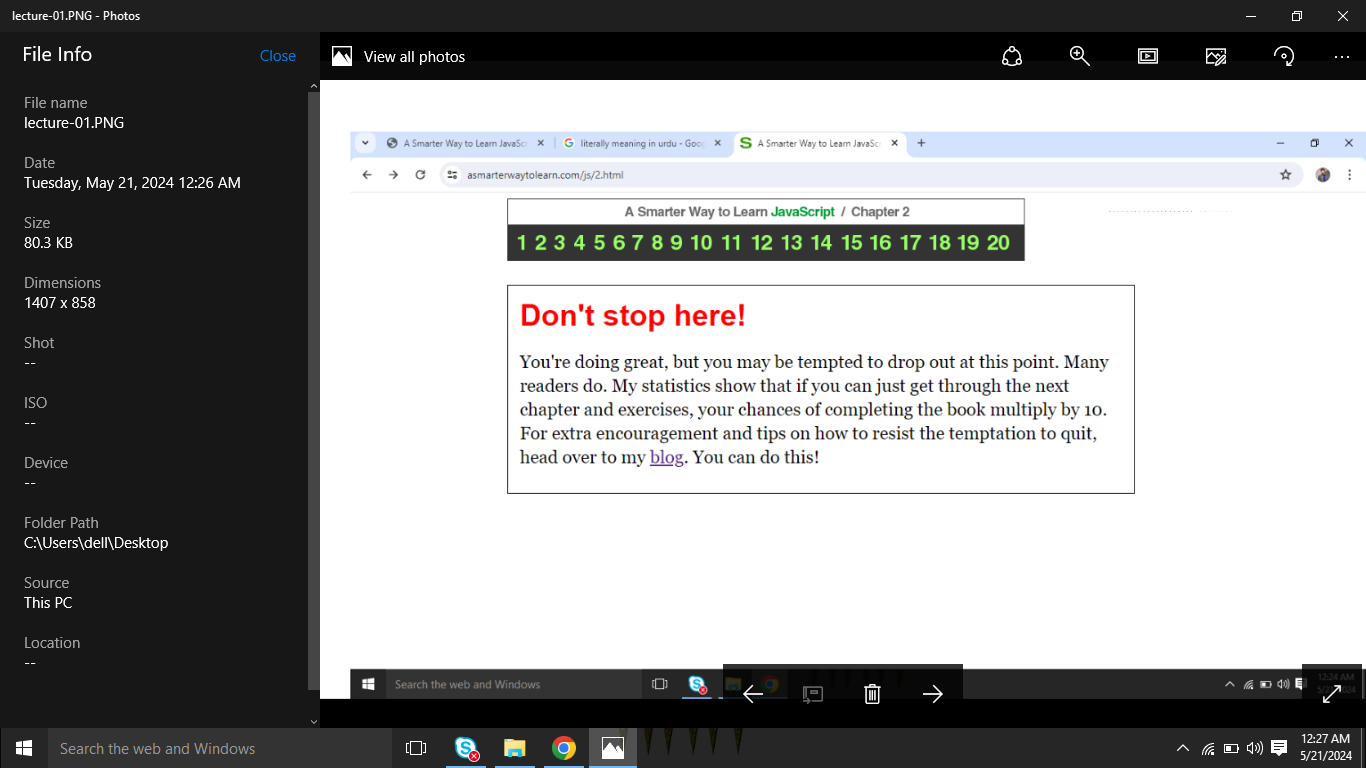 lecture-01.PNG - Photos
File Info
Close
View all photos
File name
lecture-01.PNG
Date
Tuesday, May 21, 2024 12:26 AM
Size
80.3 KB
Dimensions
1407 x 858
Shot
--
ISO
--
Device
--
Folder Path
C:\Users\dell\Desktop
Source
This PC
Location
--
A Smarter Way to Learn JavaSc
literally meaning in urdu - Goog
A Smarter Way to Learn JavaSc
asmarterwaytolearn.com/js/2.html
A Smarter Way to Learn JavaScript / Chapter 2
1 2 3 4 5 6 7 8 9 10 11 12 13 14 15 16 17 18 19 20
Don't stop here!
You're doing great, but you may be tempted to drop out at this point. Many
readers do. My statistics show that if you can just get through the next
chapter and exercises, your chances of completing the book multiply by 10.
For extra encouragement and tips on how to resist the temptation to quit,
head over to my blog. You can do this!
Search the web and Windows
12:24 AM
Search the web and Windows
12:27 AM
5/21/2024